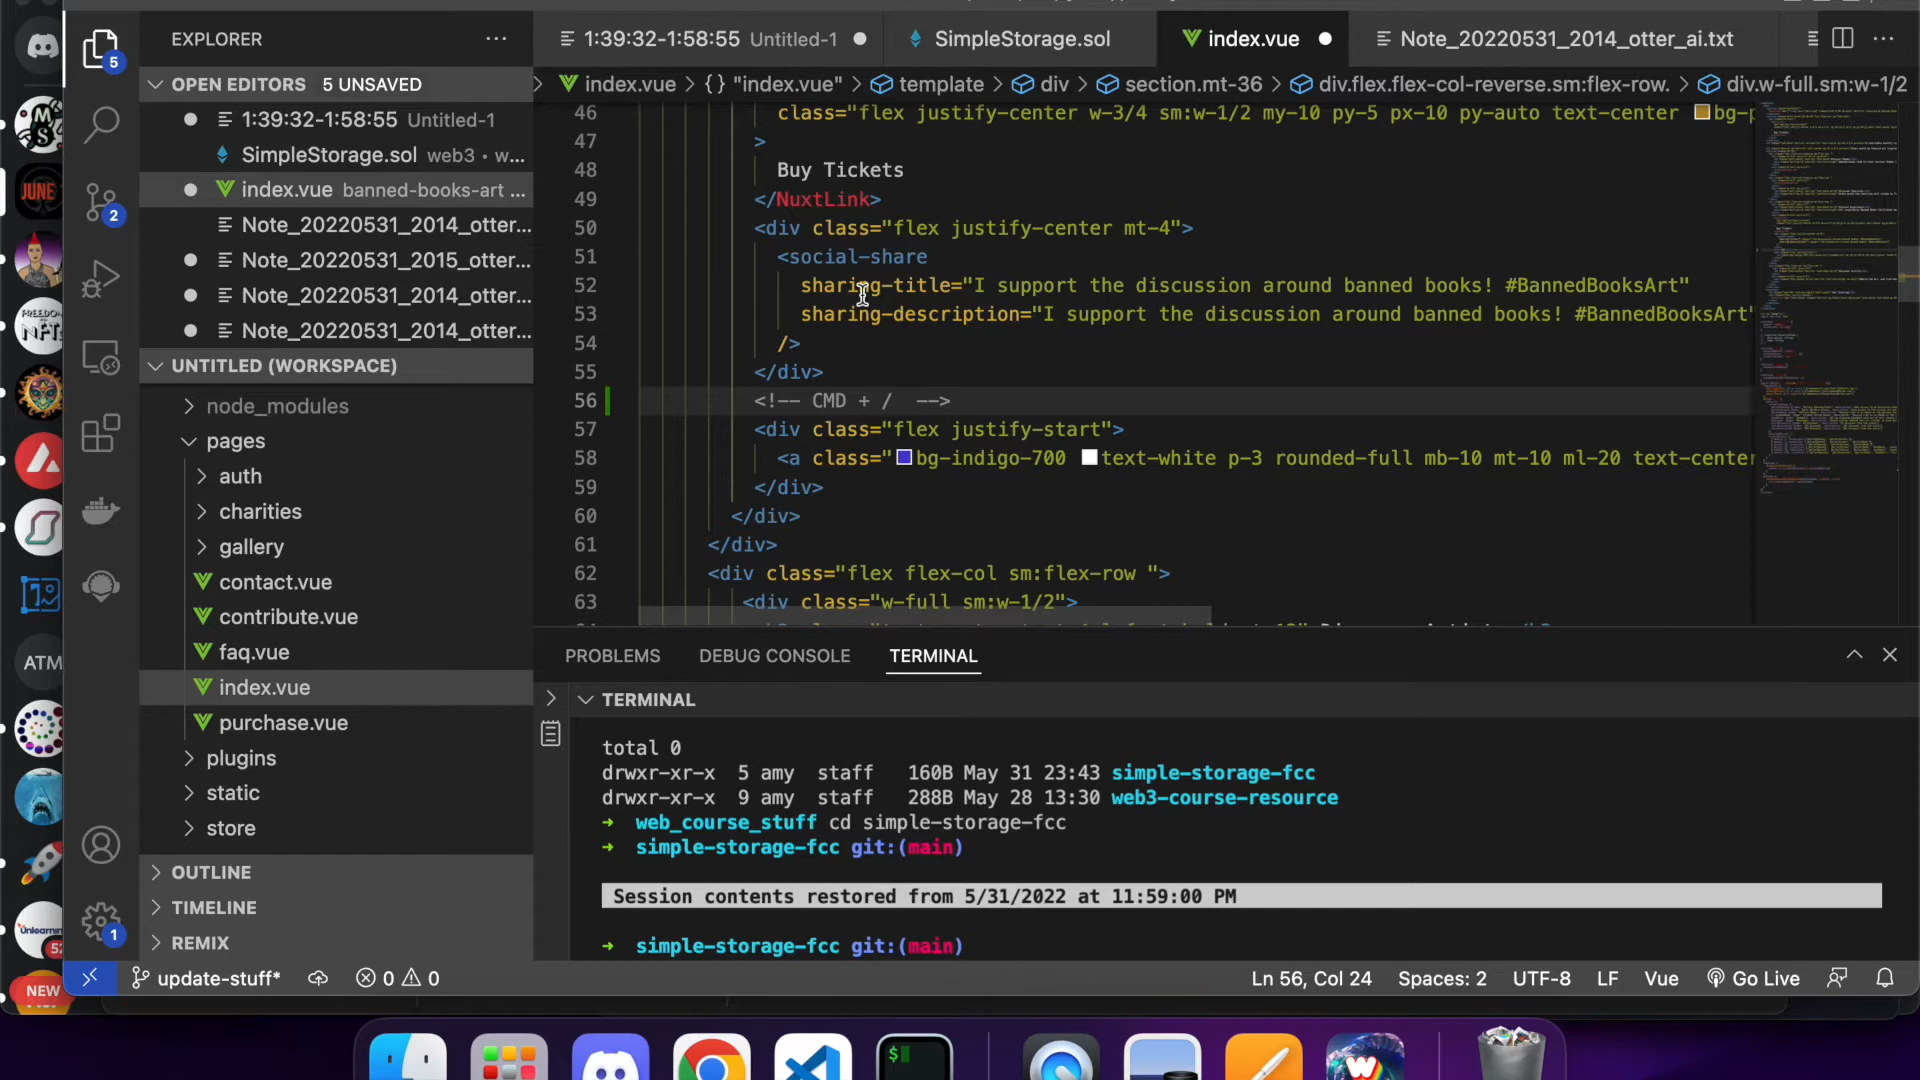 EXPLORER
1:39:32-1:58:55 Untitled-1
SimpleStorage.sol
index.vue
Note_20220531_2014_otter_ai.txt
OPEN EDITORS 5 UNSAVED
index.vue {} "index.vue" template div section.mt-36 div.flex.flex-col-reverse.sm:flex-row. div.w-full.sm:w-1/2
1:39:32-1:58:55 Untitled-1
SimpleStorage.sol web3 • w...
index.vue banned-books-art ...
Note_20220531_2014_otter...
Note_20220531_2015_otter...
Note_20220531_2014_otter...
Note_20220531_2014_otter...
UNTITLED (WORKSPACE)
node_modules
pages
auth
charities
gallery
contact.vue
contribute.vue
faq.vue
index.vue
purchase.vue
plugins
static
store
OUTLINE
TIMELINE
REMIX
46 class="flex justify-center w-3/4 sm:w-1/2 my-10 py-5 px-10 py-auto text-center bg-p
47 >
48 Buy Tickets
49 </NuxtLink>
50 <div class="flex justify-center mt-4">
51 <social-share
52 sharing-title="I support the discussion around banned books! #BannedBooksArt"
53 sharing-description="I support the discussion around banned books! #BannedBooksArt"
54 />
55 </div>
56 <!-- CMD + / -->
57 <div class="flex justify-start">
58 <a class="bg-indigo-700 text-white p-3 rounded-full mb-10 mt-10 ml-20 text-center
59 </div>
60 </div>
61 </div>
62 <div class="flex flex-col sm:flex-row ">
63 <div class="w-full sm:w-1/2">
PROBLEMS DEBUG CONSOLE TERMINAL
TERMINAL
total 0
drwxr-xr-x 5 amy staff 160B May 31 23:43 simple-storage-fcc
drwxr-xr-x 9 amy staff 288B May 28 13:30 web3-course-resource
➜ web_course_stuff cd simple-storage-fcc
➜ simple-storage-fcc git:(main)
Session contents restored from 5/31/2022 at 11:59:00 PM
➜ simple-storage-fcc git:(main)
update-stuff* 0 0
Ln 56, Col 24 Spaces: 2 UTF-8 LF Vue Go Live
5
2
1
JUNE
FREEDOM
NFTs
ATM
Unlearnin
52
NEW
$